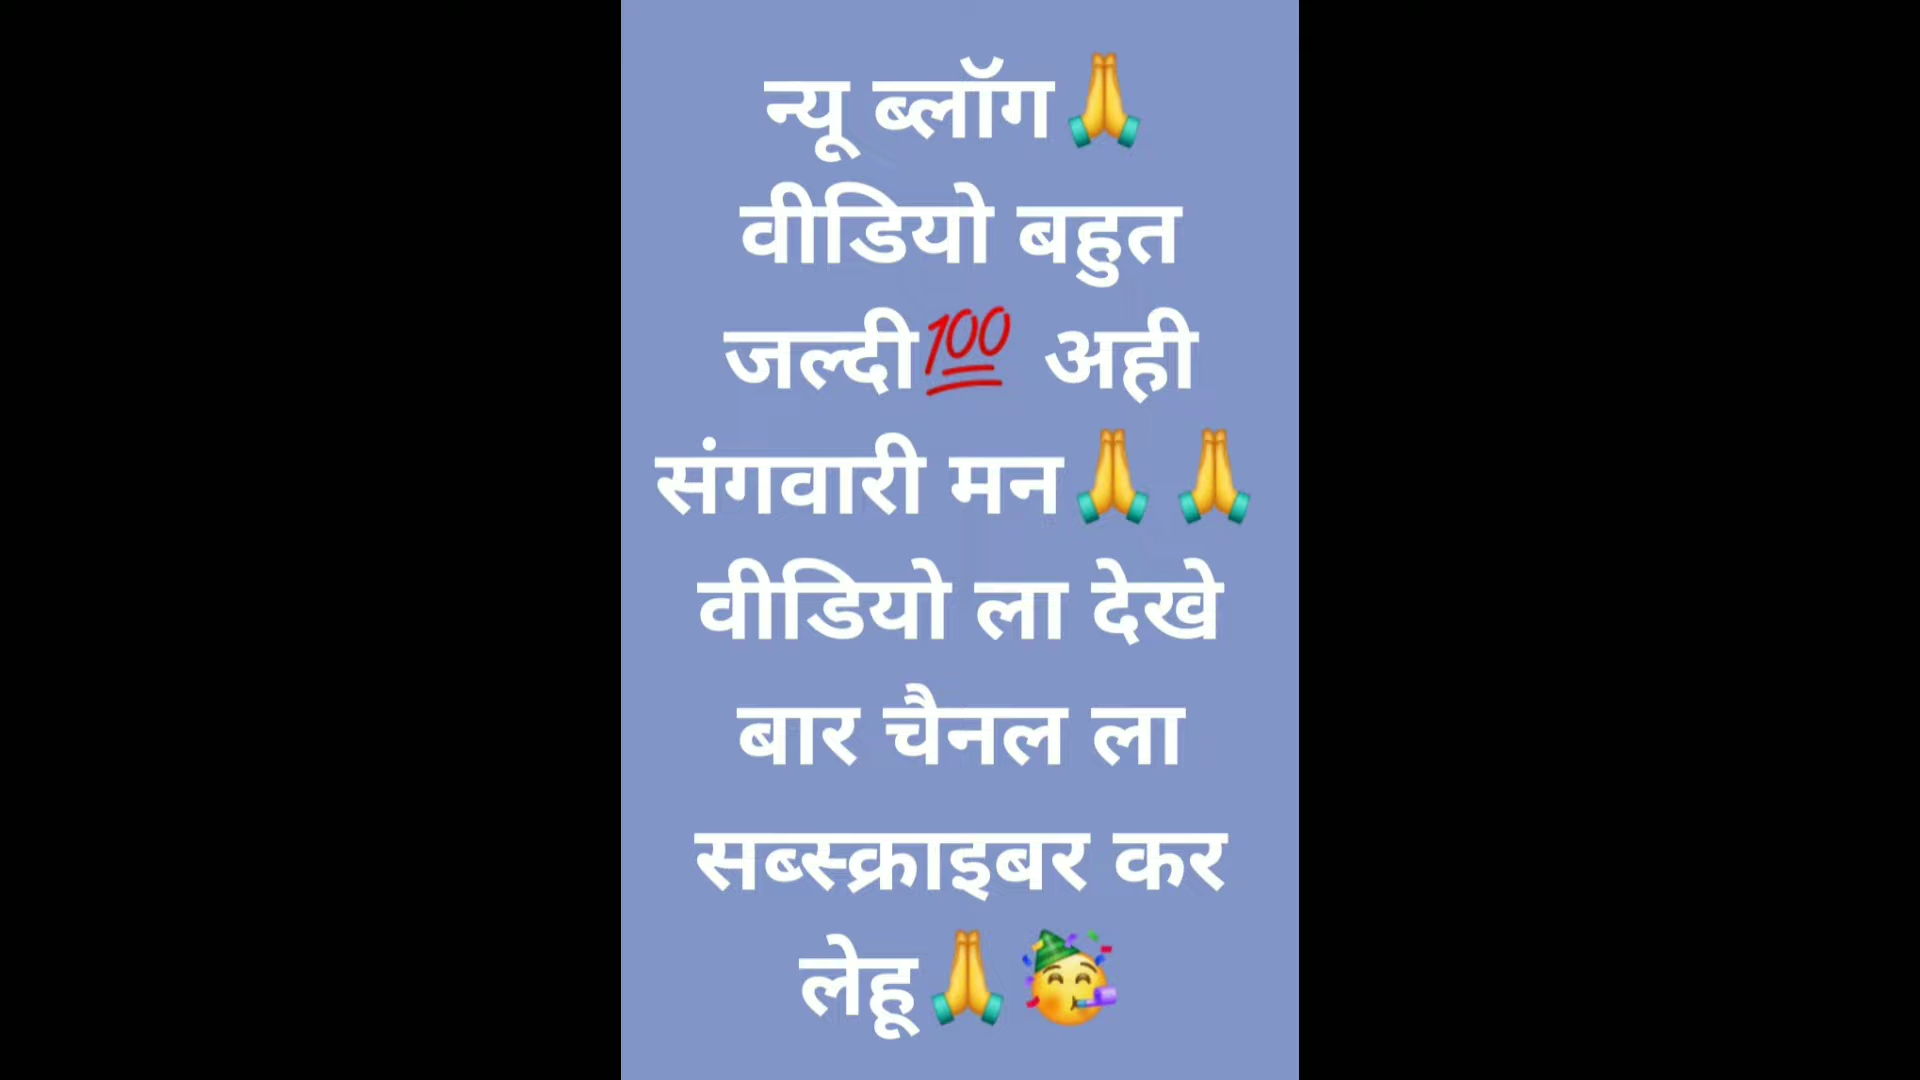 न्यू ब्लॉग🙏
वीडियो बहुत
जल्दी💯 अही
संगवारी मन🙏🙏
वीडियो ला देखे
बार चैनल ला
सब्स्क्राइबर कर
लेहू🙏🥳